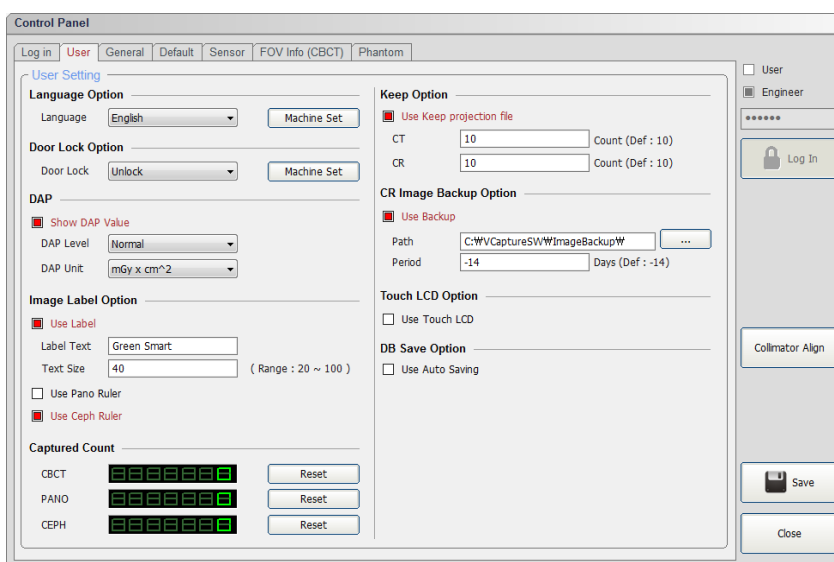 Control Panel
Log in User General Default Sensor FOV Info (CBCT) Phantom
User Setting
Language Option
Language English Machine Set
Door Lock Option
Door Lock Unlock Machine Set
DAP
Show DAP Value
DAP Level Normal
DAP Unit mGy x cm^2
Image Label Option
Use Label
Label Text Green Smart
Text Size 40 ( Range : 20 ~ 100 )
Use Pano Ruler
Use Ceph Ruler
Captured Count
CBCT 0 Reset
PANO 0 Reset
CEPH 0 Reset
Keep Option
Use Keep projection file
CT 10 Count (Def : 10)
CR 10 Count (Def : 10)
CR Image Backup Option
Use Backup
Path C:₩VCaptureSW₩ImageBackup₩ ...
Period -14 Days (Def : -14)
Touch LCD Option
Use Touch LCD
DB Save Option
Use Auto Saving
User
Engineer
••••••
Log In
Collimator Align
Save
Close